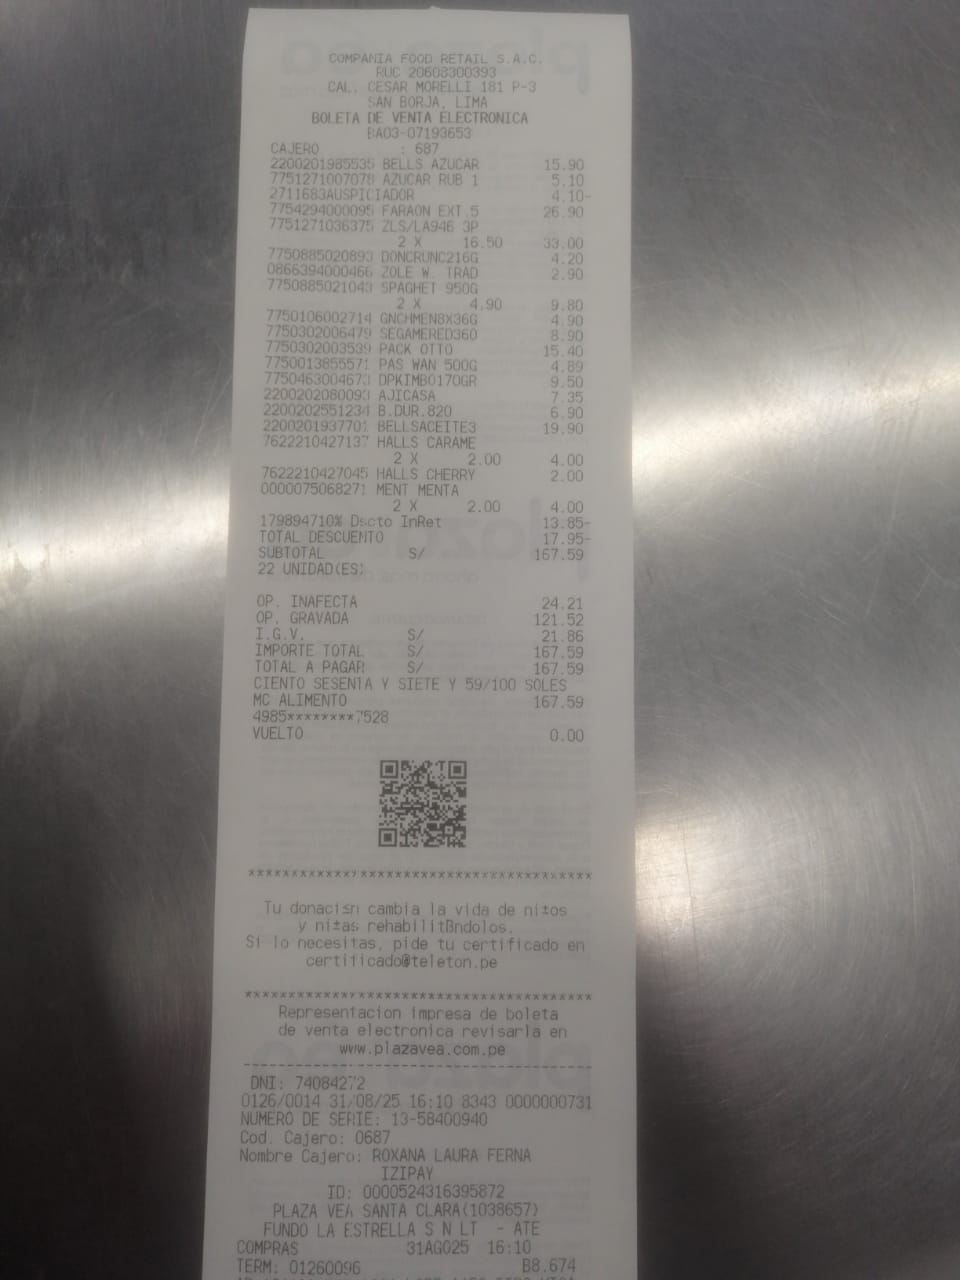 COMPANIA FOOD RETAIL S.A.C.
RUC 20608300393
CAL. CESAR MORELLI 181 P-3
SAN BORJA, LIMA
BOLETA DE VENTA ELECTRONICA
BA03-07193653
CAJERO : 687
2200201985535 BELLS AZUCAR 15.90
7751271007078 AZUCAR RUB 1 5.10
2711683AUSPICIADOR 4.10-
7754294000095 FARAON EXT.5 26.90
7751271036375 ZLS/LA946 3P
2 X 16.50 33.00
7750885020893 DONCRUNC216G 4.20
0866394000466 ZOLE W. TRAD 2.90
7750885021043 SPAGHET 950G
2 X 4.90 9.80
7750106002714 GNCHMEN8X36G 4.90
7750302006479 SEGAMERED360 8.90
7750302003539 PACK OTTO 15.40
7750013855571 PAS WAN 500G 4.89
7750463004673 DPKIMBO170GR 9.50
2200202080093 AJICASA 7.35
2200202551234 B.DUR.820 6.90
2200201937701 BELLSACEITE3 19.90
7622210427137 HALLS CARAME
2 X 2.00 4.00
7622210427045 HALLS CHERRY 2.00
0000075068271 MENT MENTA
2 X 2.00 4.00
179894710% Dscto InRet 13.85-
TOTAL DESCUENTO 17.95-
SUBTOTAL S/ 167.59
22 UNIDAD(ES)
OP. INAFECTA 24.21
OP. GRAVADA 121.52
I.G.V. S/ 21.86
IMPORTE TOTAL S/ 167.59
TOTAL A PAGAR S/ 167.59
CIENTO SESENTA Y SIETE Y 59/100 SOLES
MC ALIMENTO 167.59
4985********7528
VUELTO 0.00
****************************************
Tu donacisn cambia la vida de ni±os
y ni±as rehabilitßndolos.
Si lo necesitas, pide tu certificado en
certificado@teleton.pe
****************************************
Representacion impresa de boleta
de venta electronica revisarla en
www.plazavea.com.pe
----------------------------------------
DNI: 74084272
0126/0014 31/08/25 16:10 8343 0000000731
NUMERO DE SERIE: 13-58400940
Cod. Cajero: 0687
Nombre Cajero: ROXANA LAURA FERNA
IZIPAY
ID: 0000524316395872
PLAZA VEA SANTA CLARA(1038657)
FUNDO LA ESTRELLA S N LT - ATE
COMPRAS 31AGO25 16:10
TERM: 01260096 B8.674